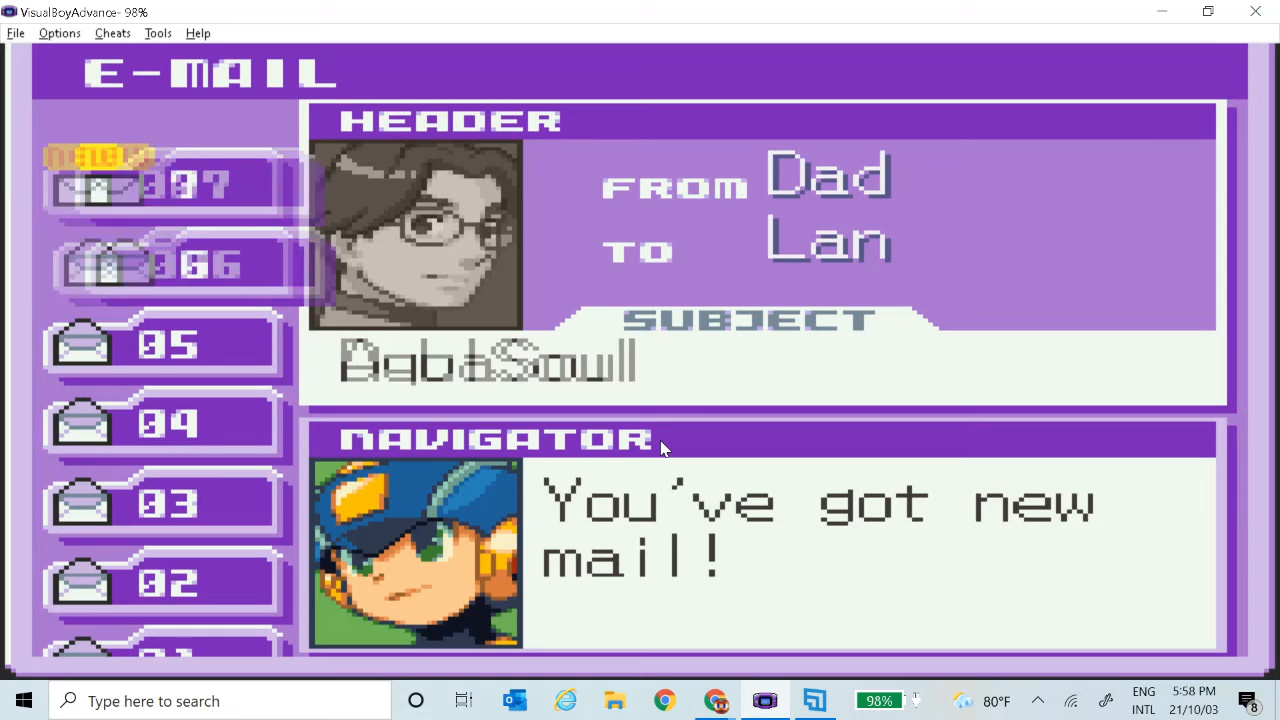 VisualBoyAdvance- 98%
File Options Cheats Tools Help
E-MAIL
HEADER
FROM Dad
TO Lan
SUBJECT
07
06
05
04
03
02
NAVIGATOR
You've got new
mail!
Type here to search
98%
80°F
ENG
INTL
5:58 PM
21/10/03
8